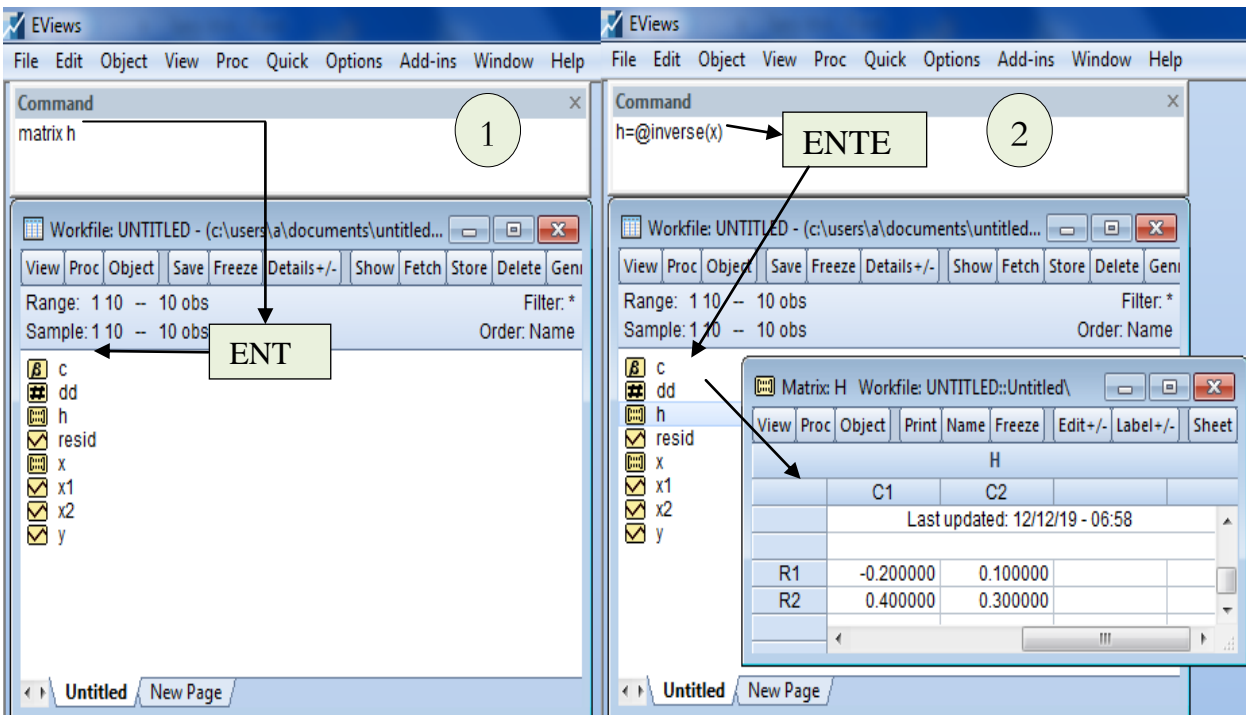 EViews
File Edit Object View Proc Quick Options Add-ins Window Help
Command
matrix h
1
ENT
Workfile: UNTITLED - (c:\users\a\documents\untitled...
View Proc Object Save Freeze Details+/- Show Fetch Store Delete Genr
Range: 1 10 -- 10 obs Filter: *
Sample: 1 10 -- 10 obs Order: Name
c
dd
h
resid
x
x1
x2
y
Untitled New Page
EViews
File Edit Object View Proc Quick Options Add-ins Window Help
Command
h=@inverse(x)
ENTE
2
Workfile: UNTITLED - (c:\users\a\documents\untitled...
View Proc Object Save Freeze Details+/- Show Fetch Store Delete Genr
Range: 1 10 -- 10 obs Filter: *
Sample: 1 10 -- 10 obs Order: Name
c
dd
h
resid
x
x1
x2
y
Matrix: H Workfile: UNTITLED::Untitled\
View Proc Object Print Name Freeze Edit+/- Label+/- Sheet
H
C1 C2
Last updated: 12/12/19 - 06:58
R1 -0.200000 0.100000
R2 0.400000 0.300000
Untitled New Page